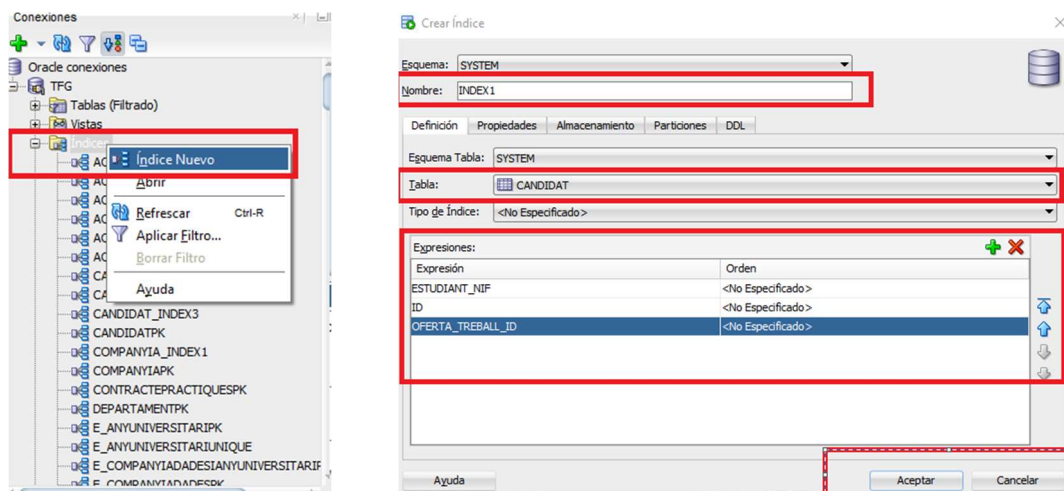 Conexiones
Oracle conexiones
TFG
Tablas (Filtrado)
Vistas
Índices
Índice Nuevo
Abrir
Refrescar Ctrl-R
Aplicar Filtro...
Borrar Filtro
Ayuda
CANDIDAT_INDEX3
CANDIDATPK
COMPANYIA_INDEX1
COMPANYIAPK
CONTRACTEPRACTIQUESPK
DEPARTAMENTPK
E_ANYUNIVERSITARIPK
E_ANYUNIVERSITARIUNIQUE
E_COMPANYIADADESIANYUNIVERSITARIF
E_COMPANYIADADESPK
Crear Índice
Esquema: SYSTEM
Nombre: INDEX1
Definición Propiedades Almacenamiento Particiones DDL
Esquema Tabla: SYSTEM
Tabla: CANDIDAT
Tipo de Índice: <No Especificado>
Expresiones:
Expresión Orden
ESTUDIANT_NIF <No Especificado>
ID <No Especificado>
OFERTA_TREBALL_ID <No Especificado>
Ayuda Aceptar Cancelar